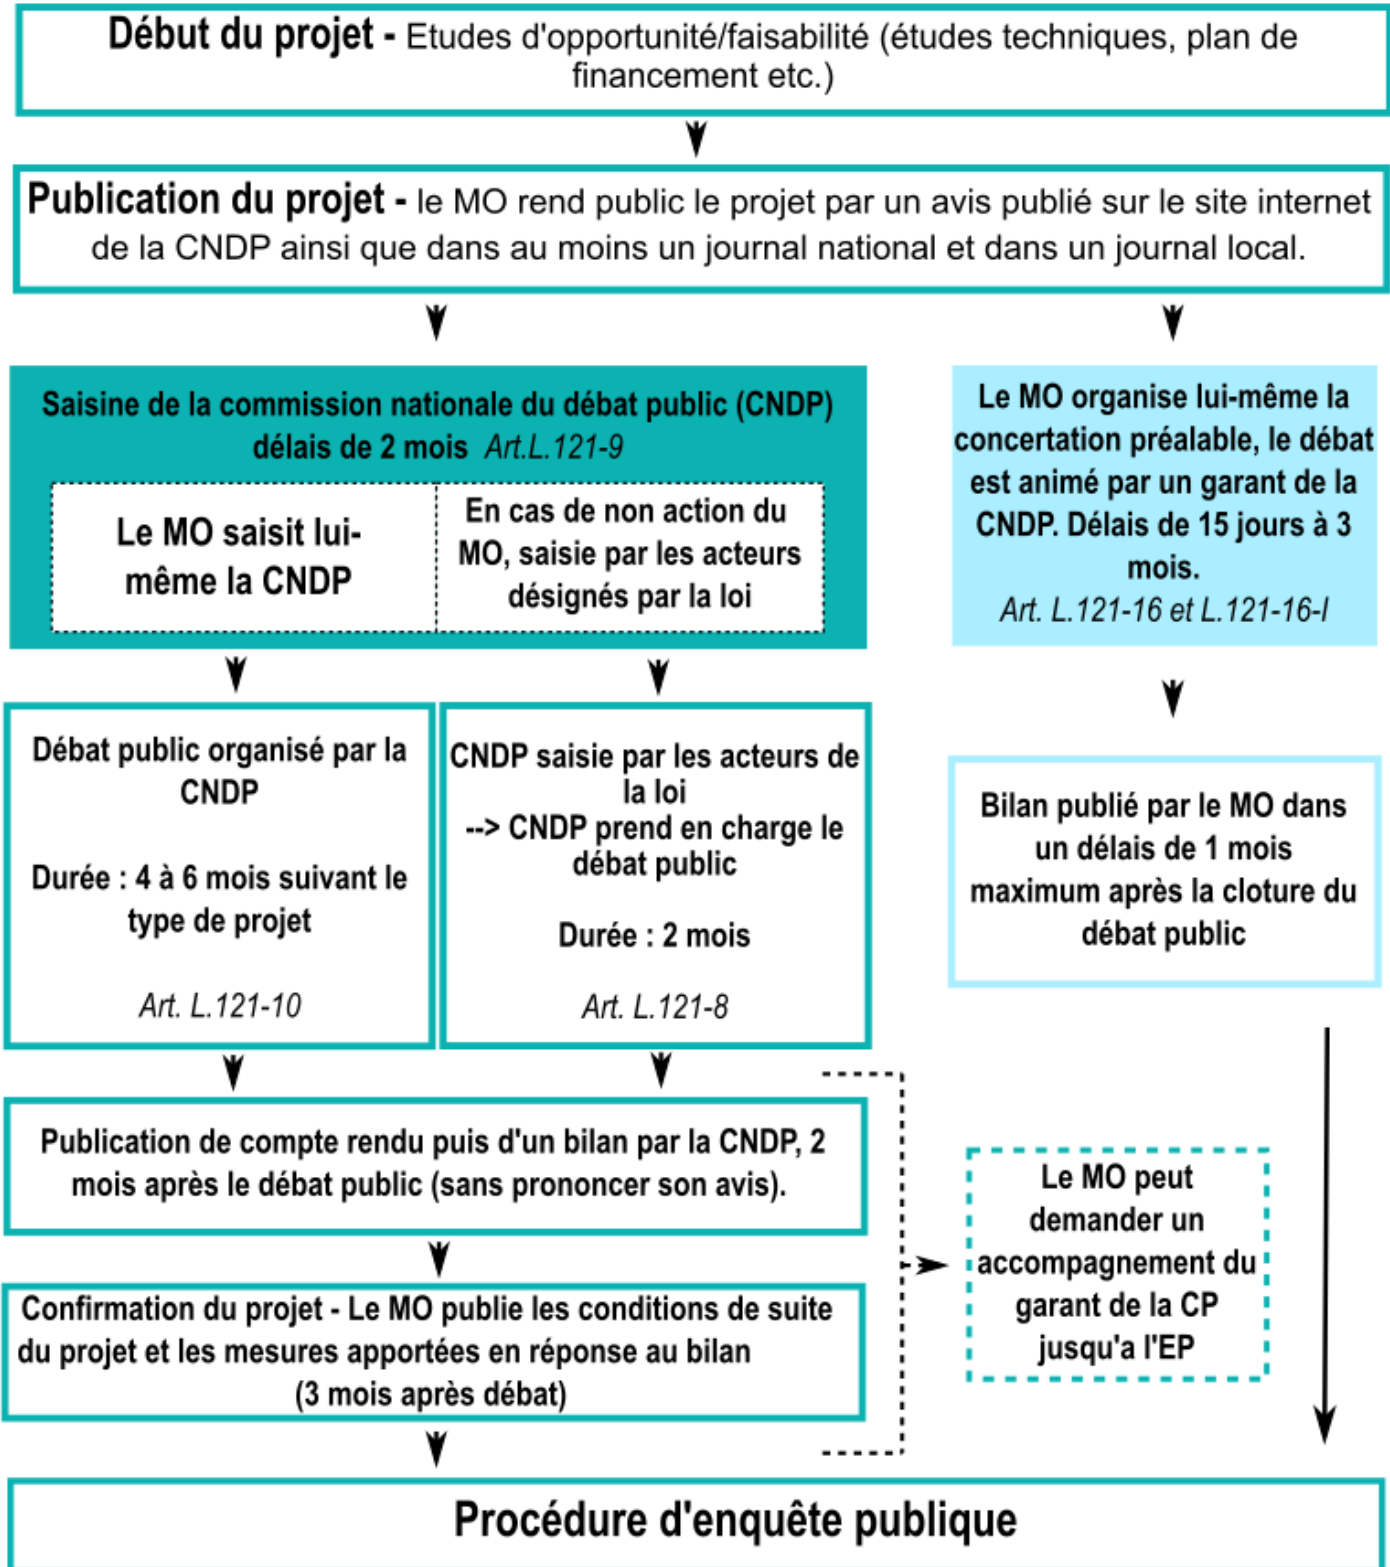 Début du projet - Etudes d'opportunité/faisabilité (études techniques, plan de
financement etc.)
Publication du projet - le MO rend public le projet par un avis publié sur le site internet
de la CNDP ainsi que dans au moins un journal national et dans un journal local.
Saisine de la commission nationale du débat public (CNDP)
délais de 2 mois Art.L.121-9
Le MO saisit lui-
même la CNDP
En cas de non action du
MO, saisie par les acteurs
désignés par la loi
Le MO organise lui-même la
concertation préalable, le débat
est animé par un garant de la
CNDP. Délais de 15 jours à 3
mois.
Art. L.121-16 et L.121-16-I
Débat public organisé par la
CNDP
Durée : 4 à 6 mois suivant le
type de projet
Art. L.121-10
CNDP saisie par les acteurs de
la loi
--> CNDP prend en charge le
débat public
Durée : 2 mois
Art. L.121-8
Bilan publié par le MO dans
un délais de 1 mois
maximum après la cloture du
débat public
Publication de compte rendu puis d'un bilan par la CNDP, 2
mois après le débat public (sans prononcer son avis).
Le MO peut
demander un
accompagnement du
garant de la CP
jusqu'a l'EP
Confirmation du projet - Le MO publie les conditions de suite
du projet et les mesures apportées en réponse au bilan
(3 mois après débat)
Procédure d'enquête publique